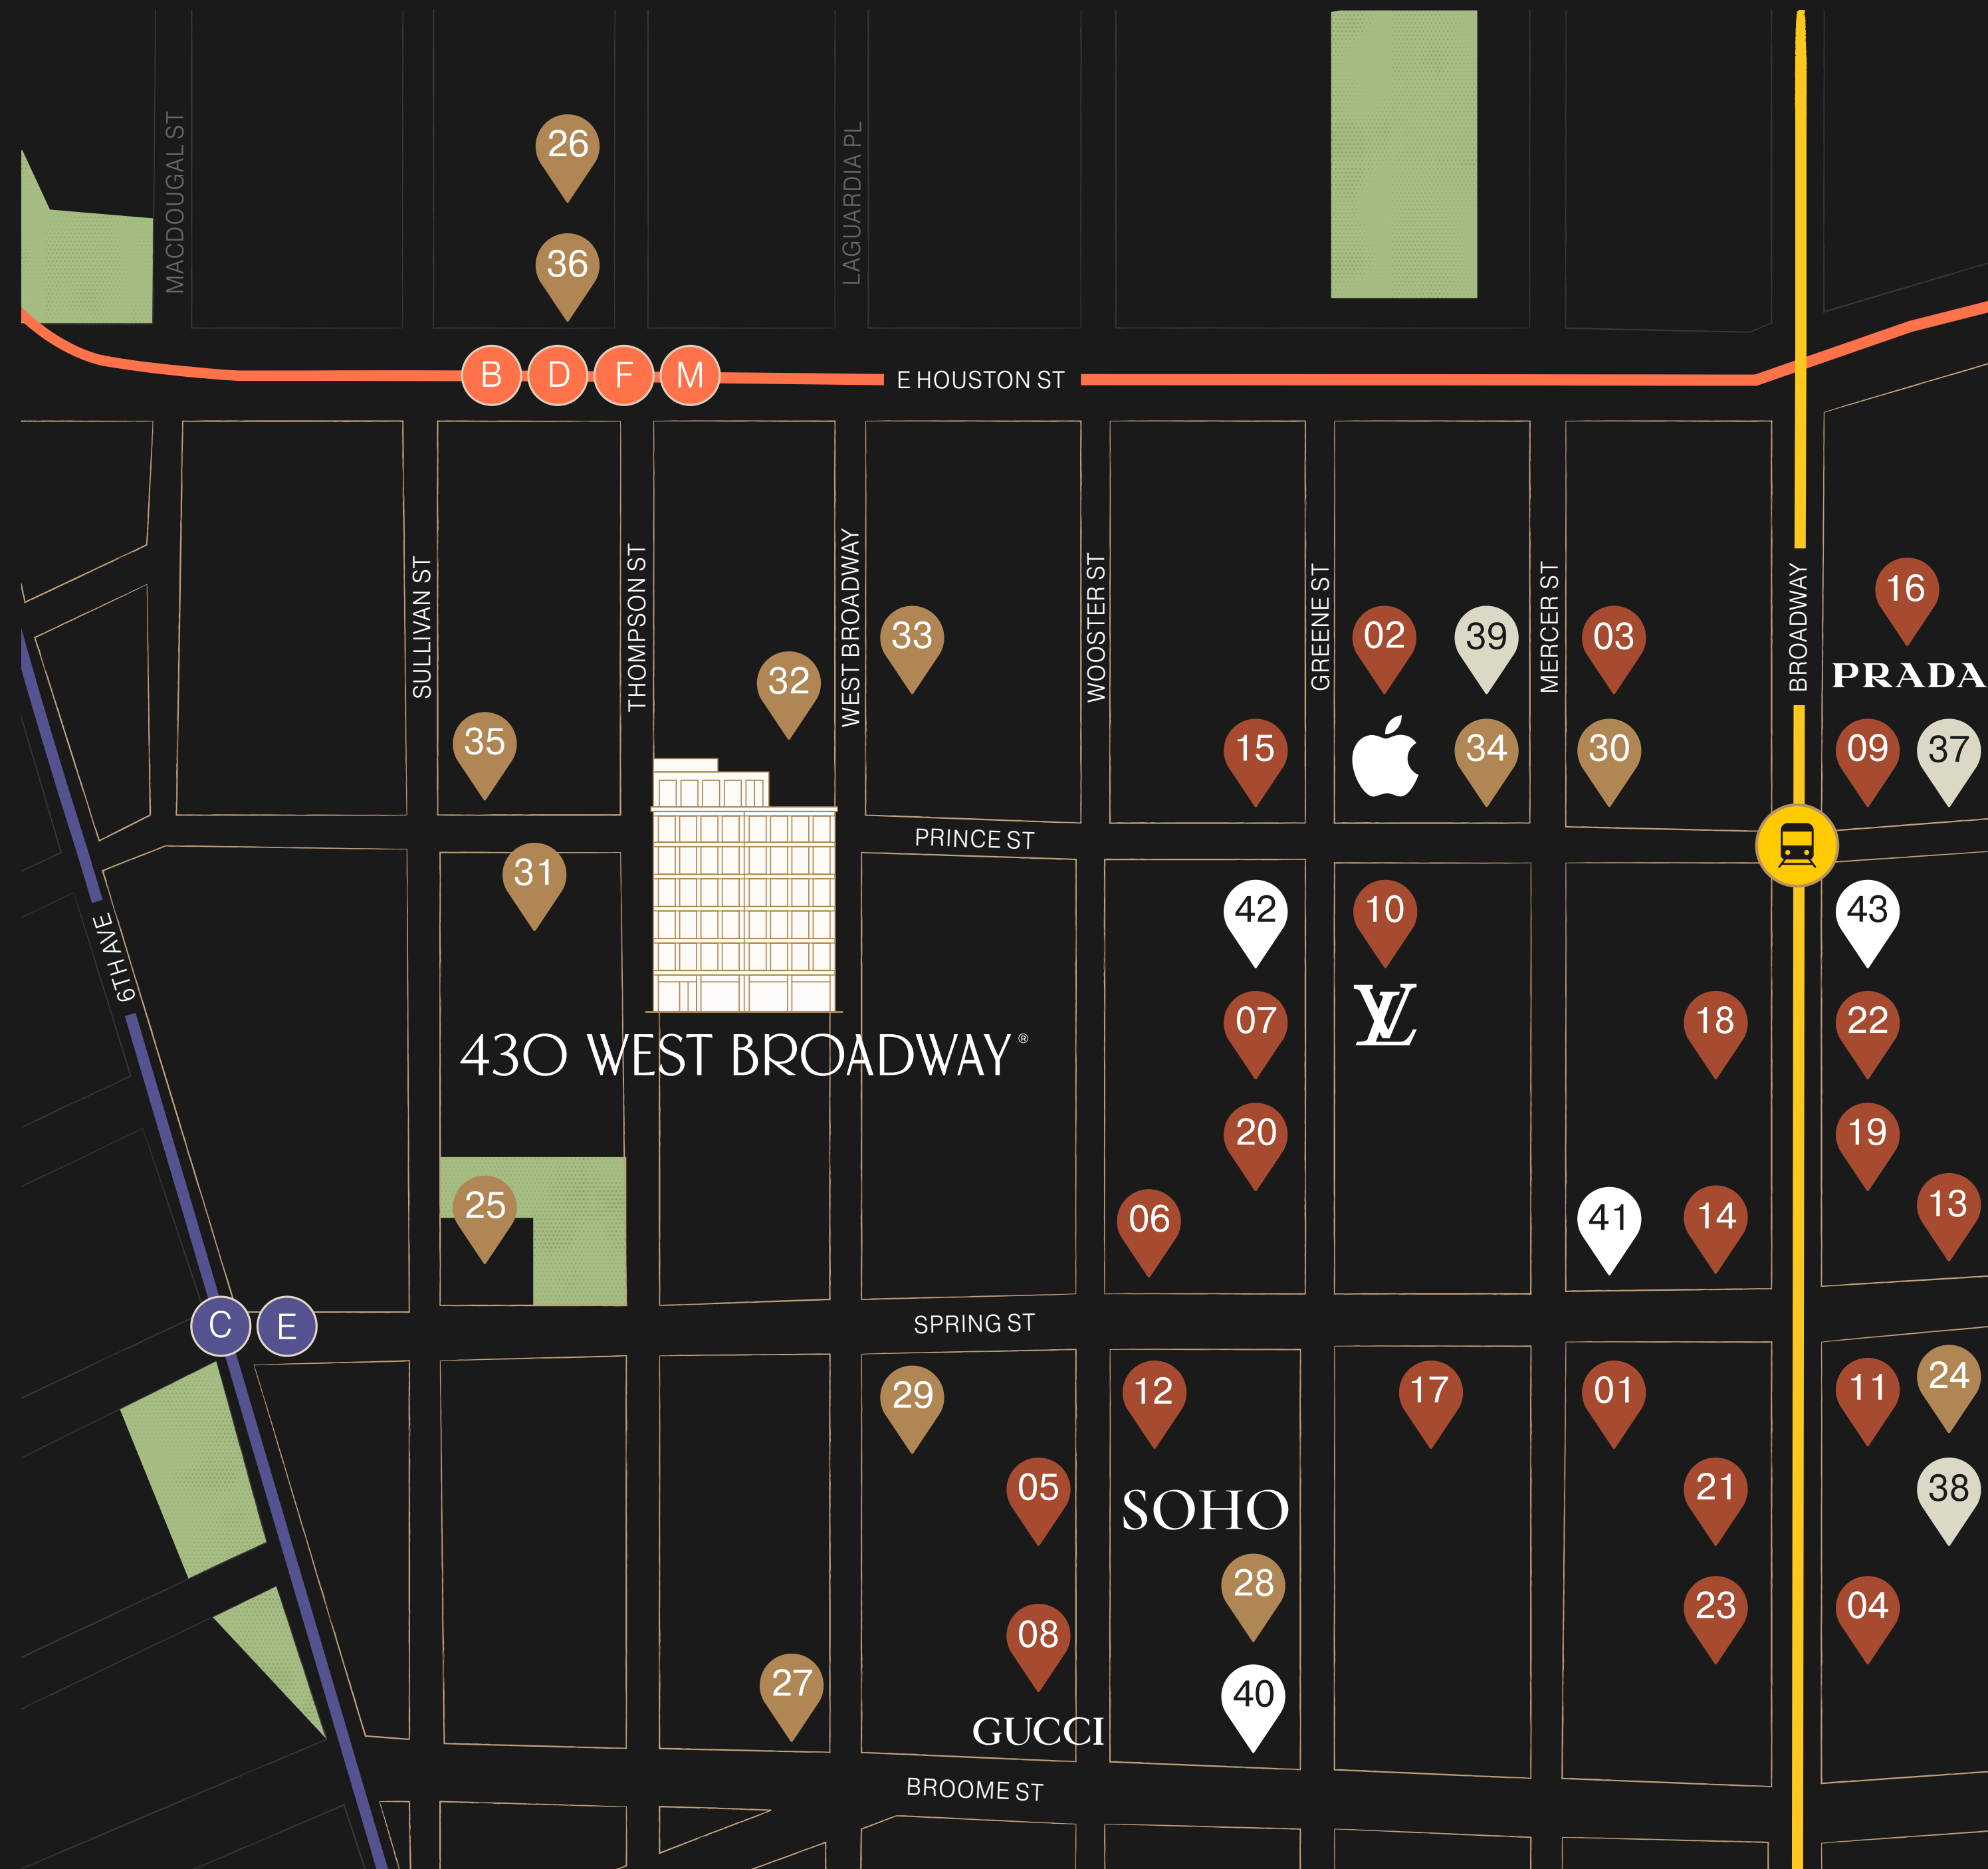 MACDOUGAL ST
26
LAGUARDIA PL
36
B D F M
E HOUSTON ST
SULLIVAN ST
THOMPSON ST
WEST BROADWAY
WOOSTER ST
GREENE ST
MERCER ST
BROADWAY
16
33
02
39
03
PRADA
32
35
15
34
30
09
37
PRINCE ST
31
42
10
43
6TH AVE
LV
07
18
22
430 WEST BROADWAY®
20
19
25
06
41
14
13
C E
SPRING ST
29
12
17
01
11
24
05
SOHO
21
38
28
23
04
08
27
40
GUCCI
BROOME ST